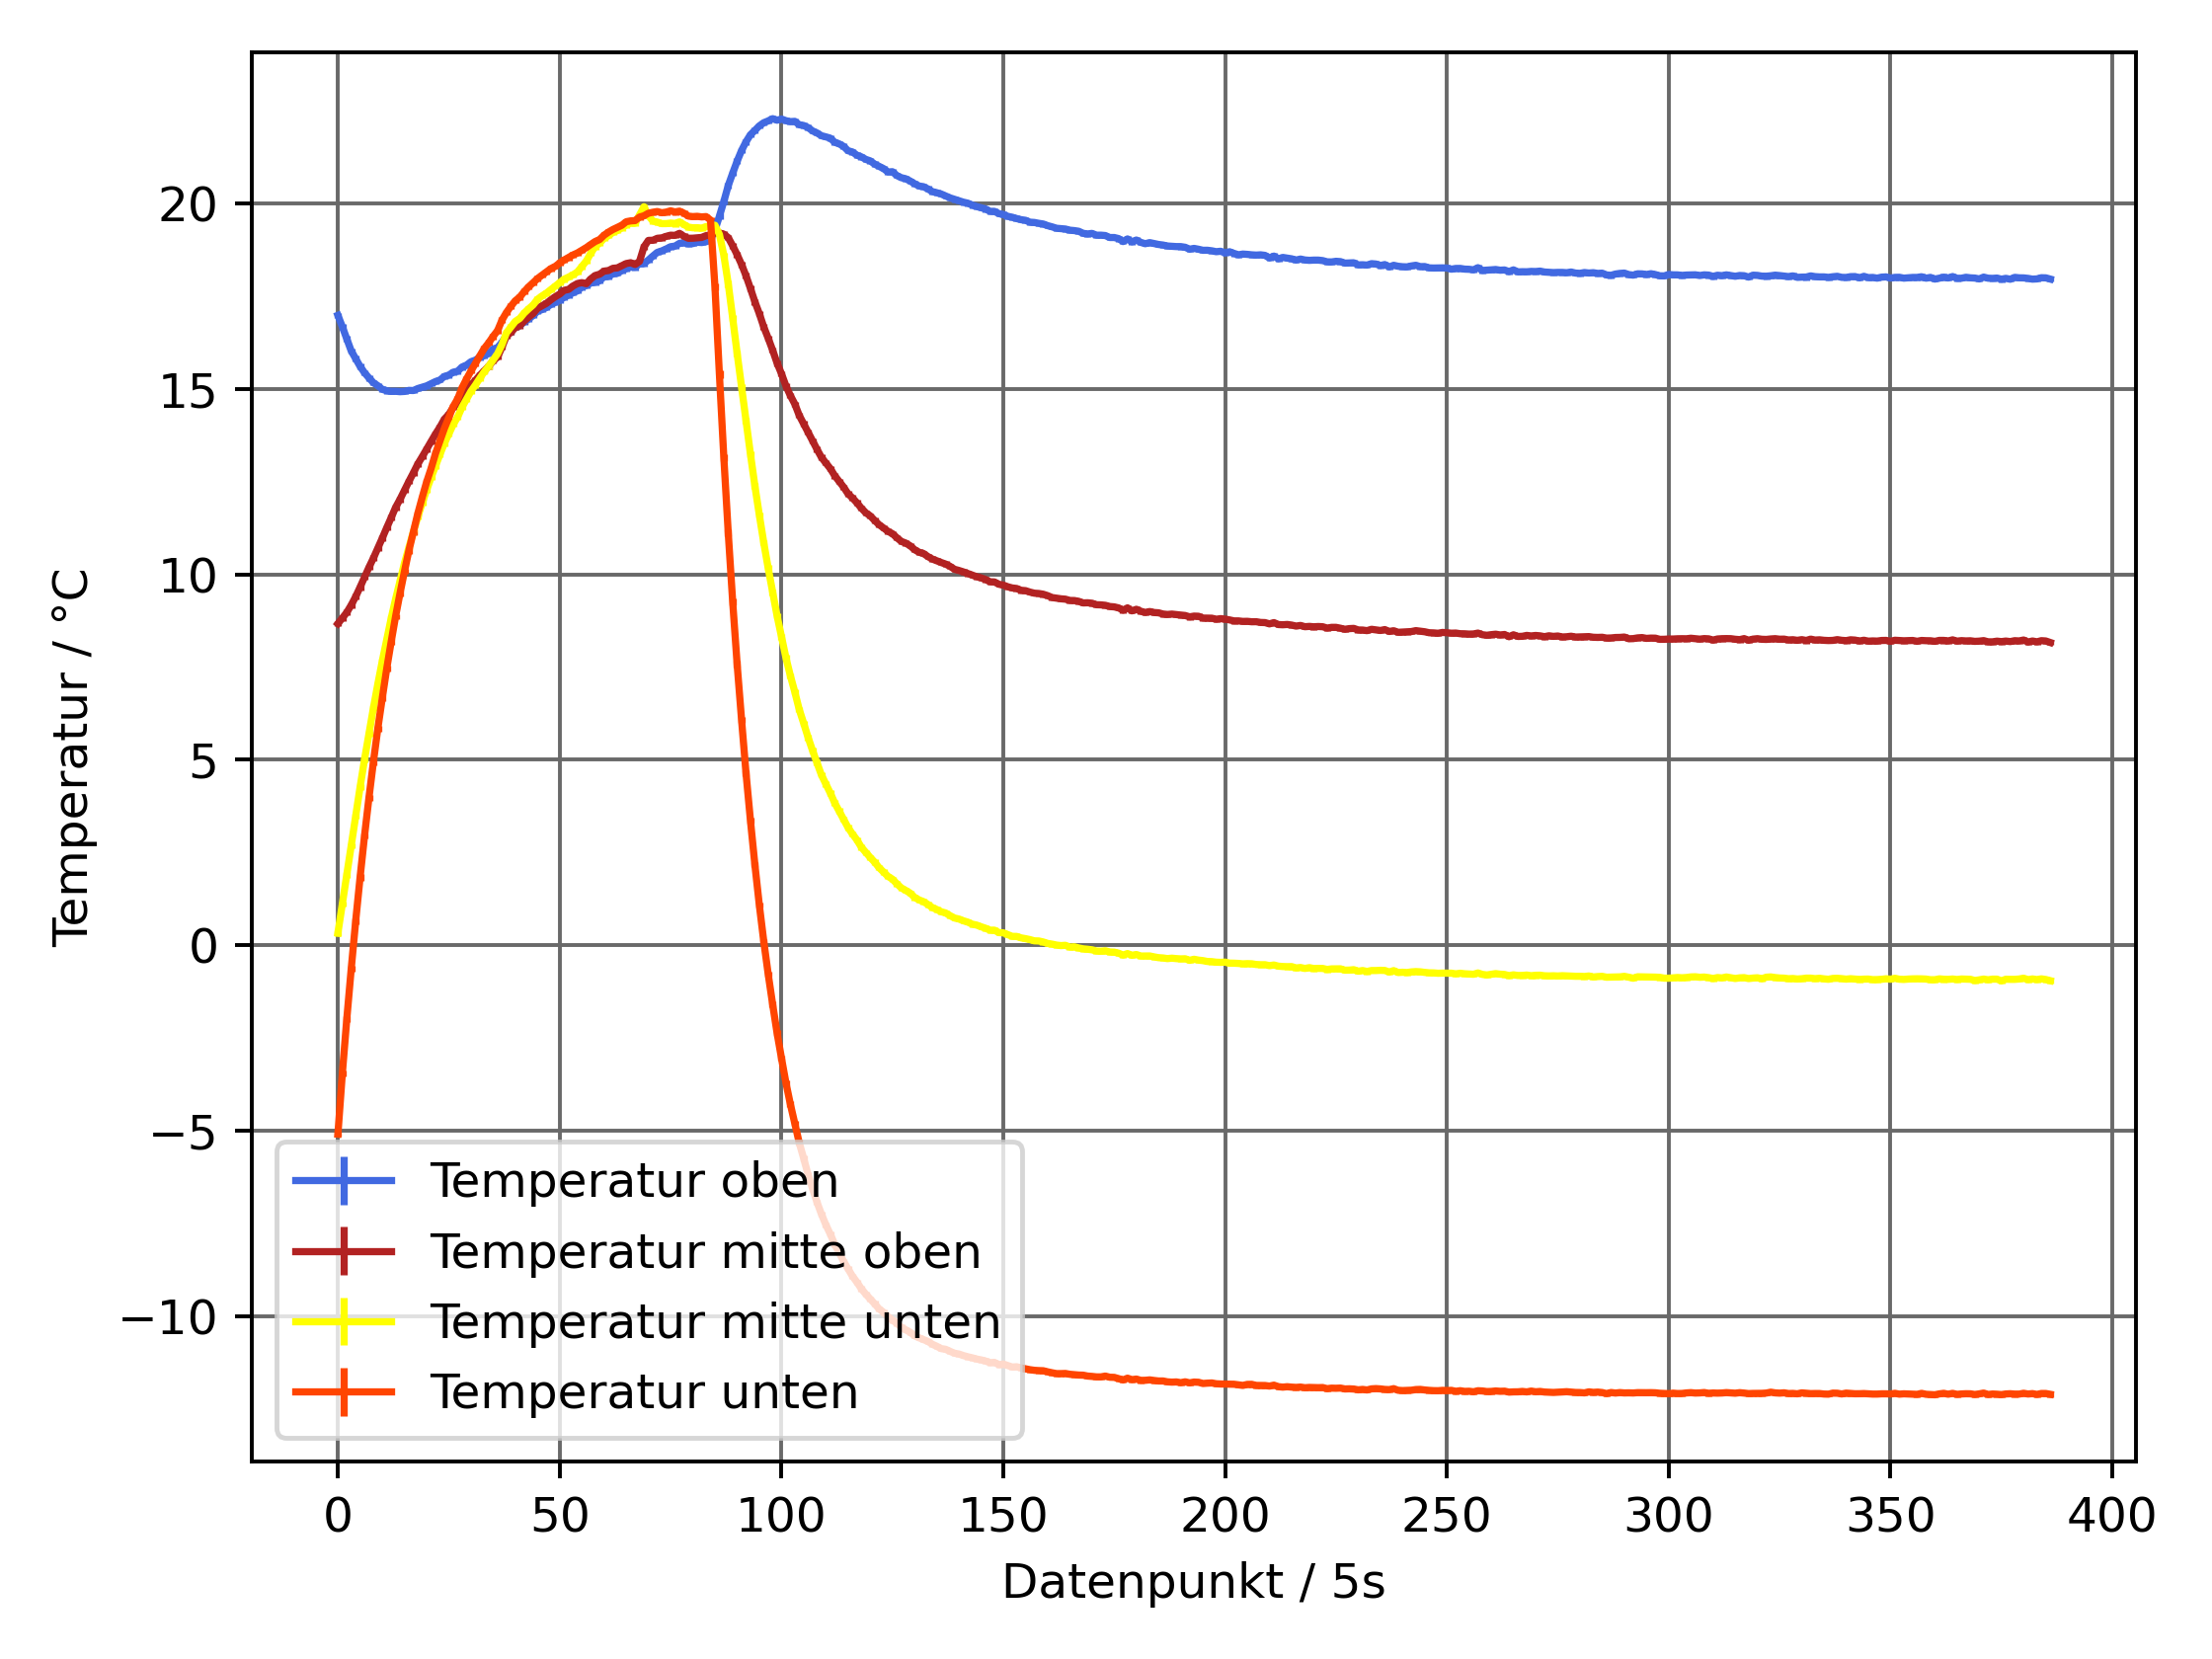 Temperatur / °C
20
15
10
5
0
−5
−10
Temperatur oben
Temperatur mitte oben
Temperatur mitte unten
Temperatur unten
0 50 100 150 200 250 300 350 400
Datenpunkt / 5s